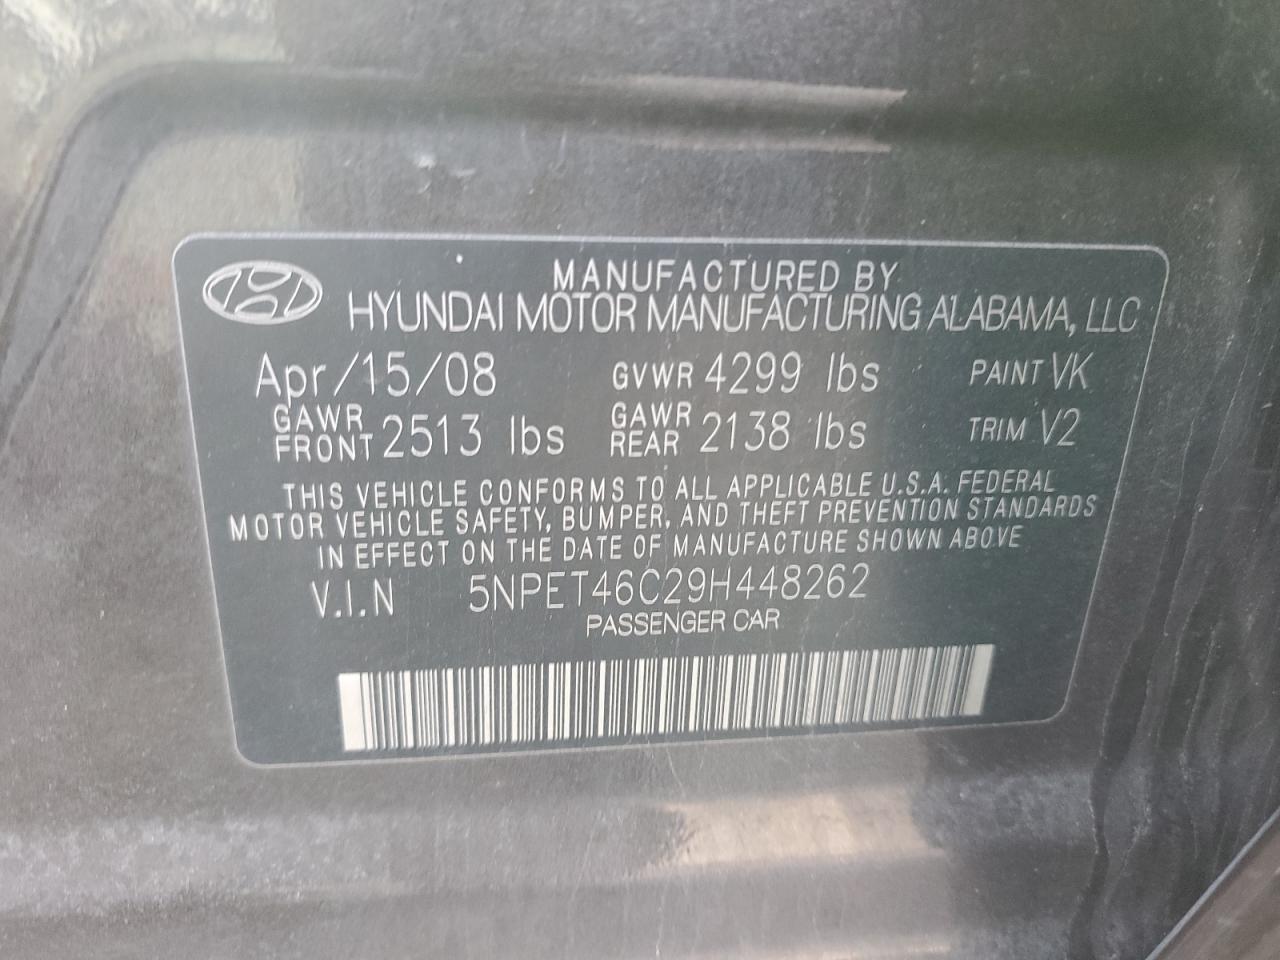 MANUFACTURED BY
HYUNDAI MOTOR MANUFACTURING ALABAMA, LLC
Apr/15/08 GVWR 4299 lbs PAINT VK
GAWR FRONT 2513 lbs GAWR REAR 2138 lbs TRIM V2
THIS VEHICLE CONFORMS TO ALL APPLICABLE U.S.A. FEDERAL
MOTOR VEHICLE SAFETY, BUMPER, AND THEFT PREVENTION STANDARDS
IN EFFECT ON THE DATE OF MANUFACTURE SHOWN ABOVE
V.I.N 5NPET46C29H448262
PASSENGER CAR